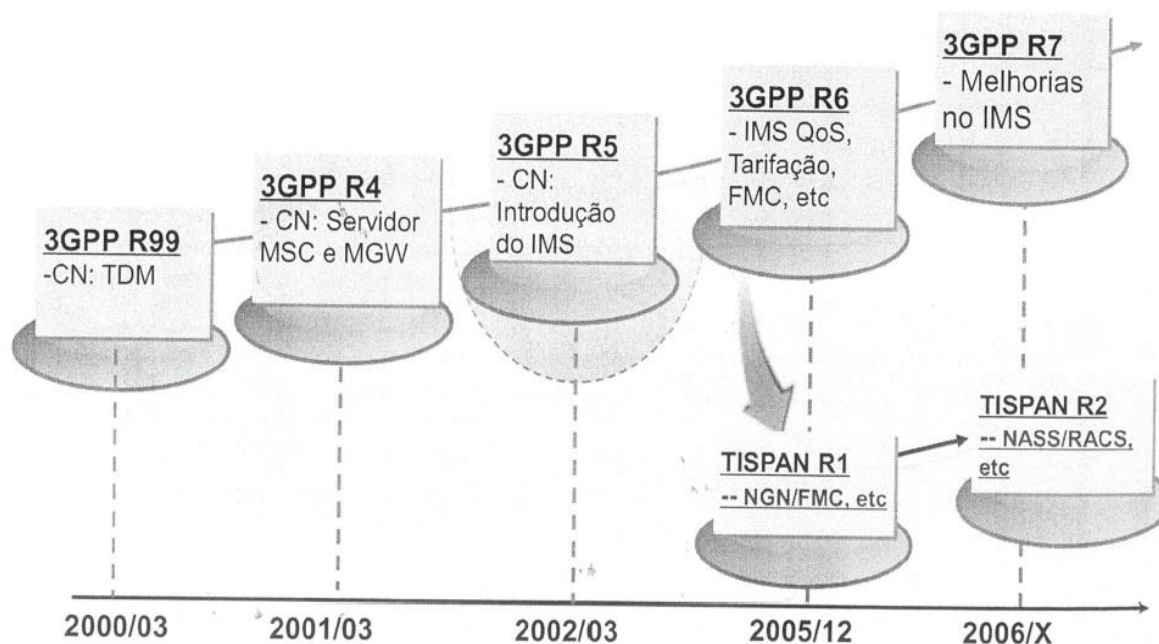 3GPP R99
-CN: TDM
3GPP R4
- CN: Servidor
MSC e MGW
3GPP R5
- CN:
Introdução
do IMS
3GPP R6
- IMS QoS,
Tarifação,
FMC, etc
3GPP R7
- Melhorias
no IMS
TISPAN R1
-- NGN/FMC, etc
TISPAN R2
-- NASS/RACS,
etc
2000/03
2001/03
2002/03
2005/12
2006/X